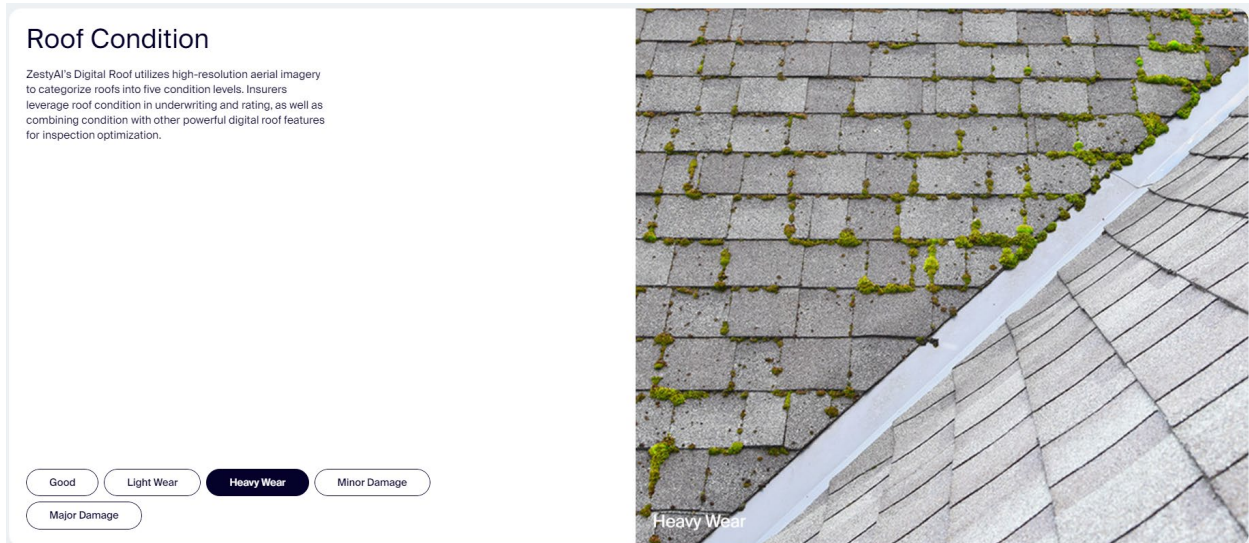 Roof Condition
ZestyAI's Digital Roof utilizes high-resolution aerial imagery
to categorize roofs into five condition levels. Insurers
leverage roof condition in underwriting and rating, as well as
combining condition with other powerful digital roof features
for inspection optimization.
Good
Light Wear
Heavy Wear
Minor Damage
Major Damage
Heavy Wear